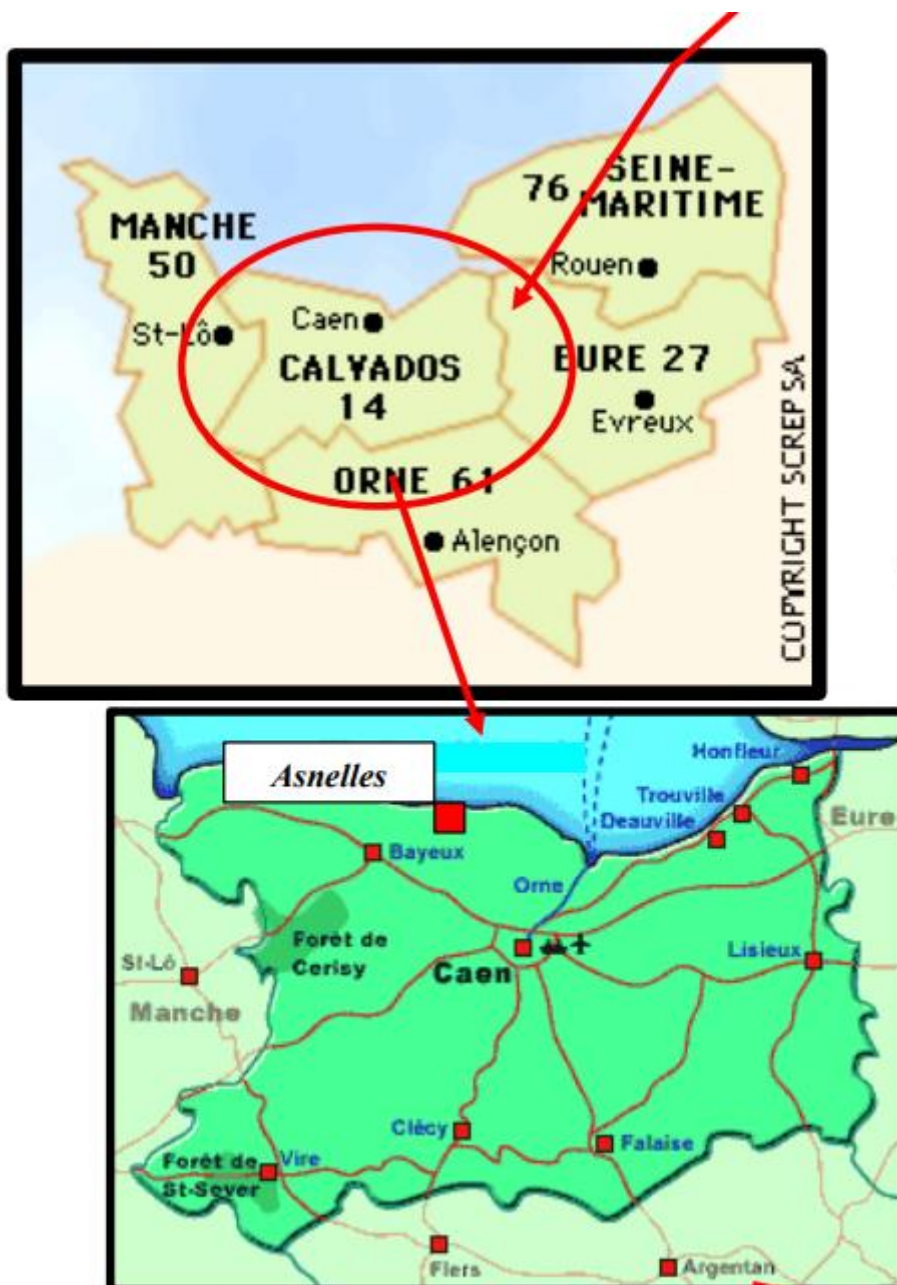 76 SEINE-
MARITIME
MANCHE
50
Rouen
St-Lô
Caen
CALVADOS
14
EURE 27
Evreux
ORNE 61
Alençon
COPYRIGHT SCREP SA
Asnelles
Honfleur
Trouville
Deauville
Eure
Bayeux
Orne
Forêt de
Cerisy
St-Lô
Caen
Lisieux
Manche
Clécy
Falaise
Forêt de
St-Sever
Vire
Flers
Argentan